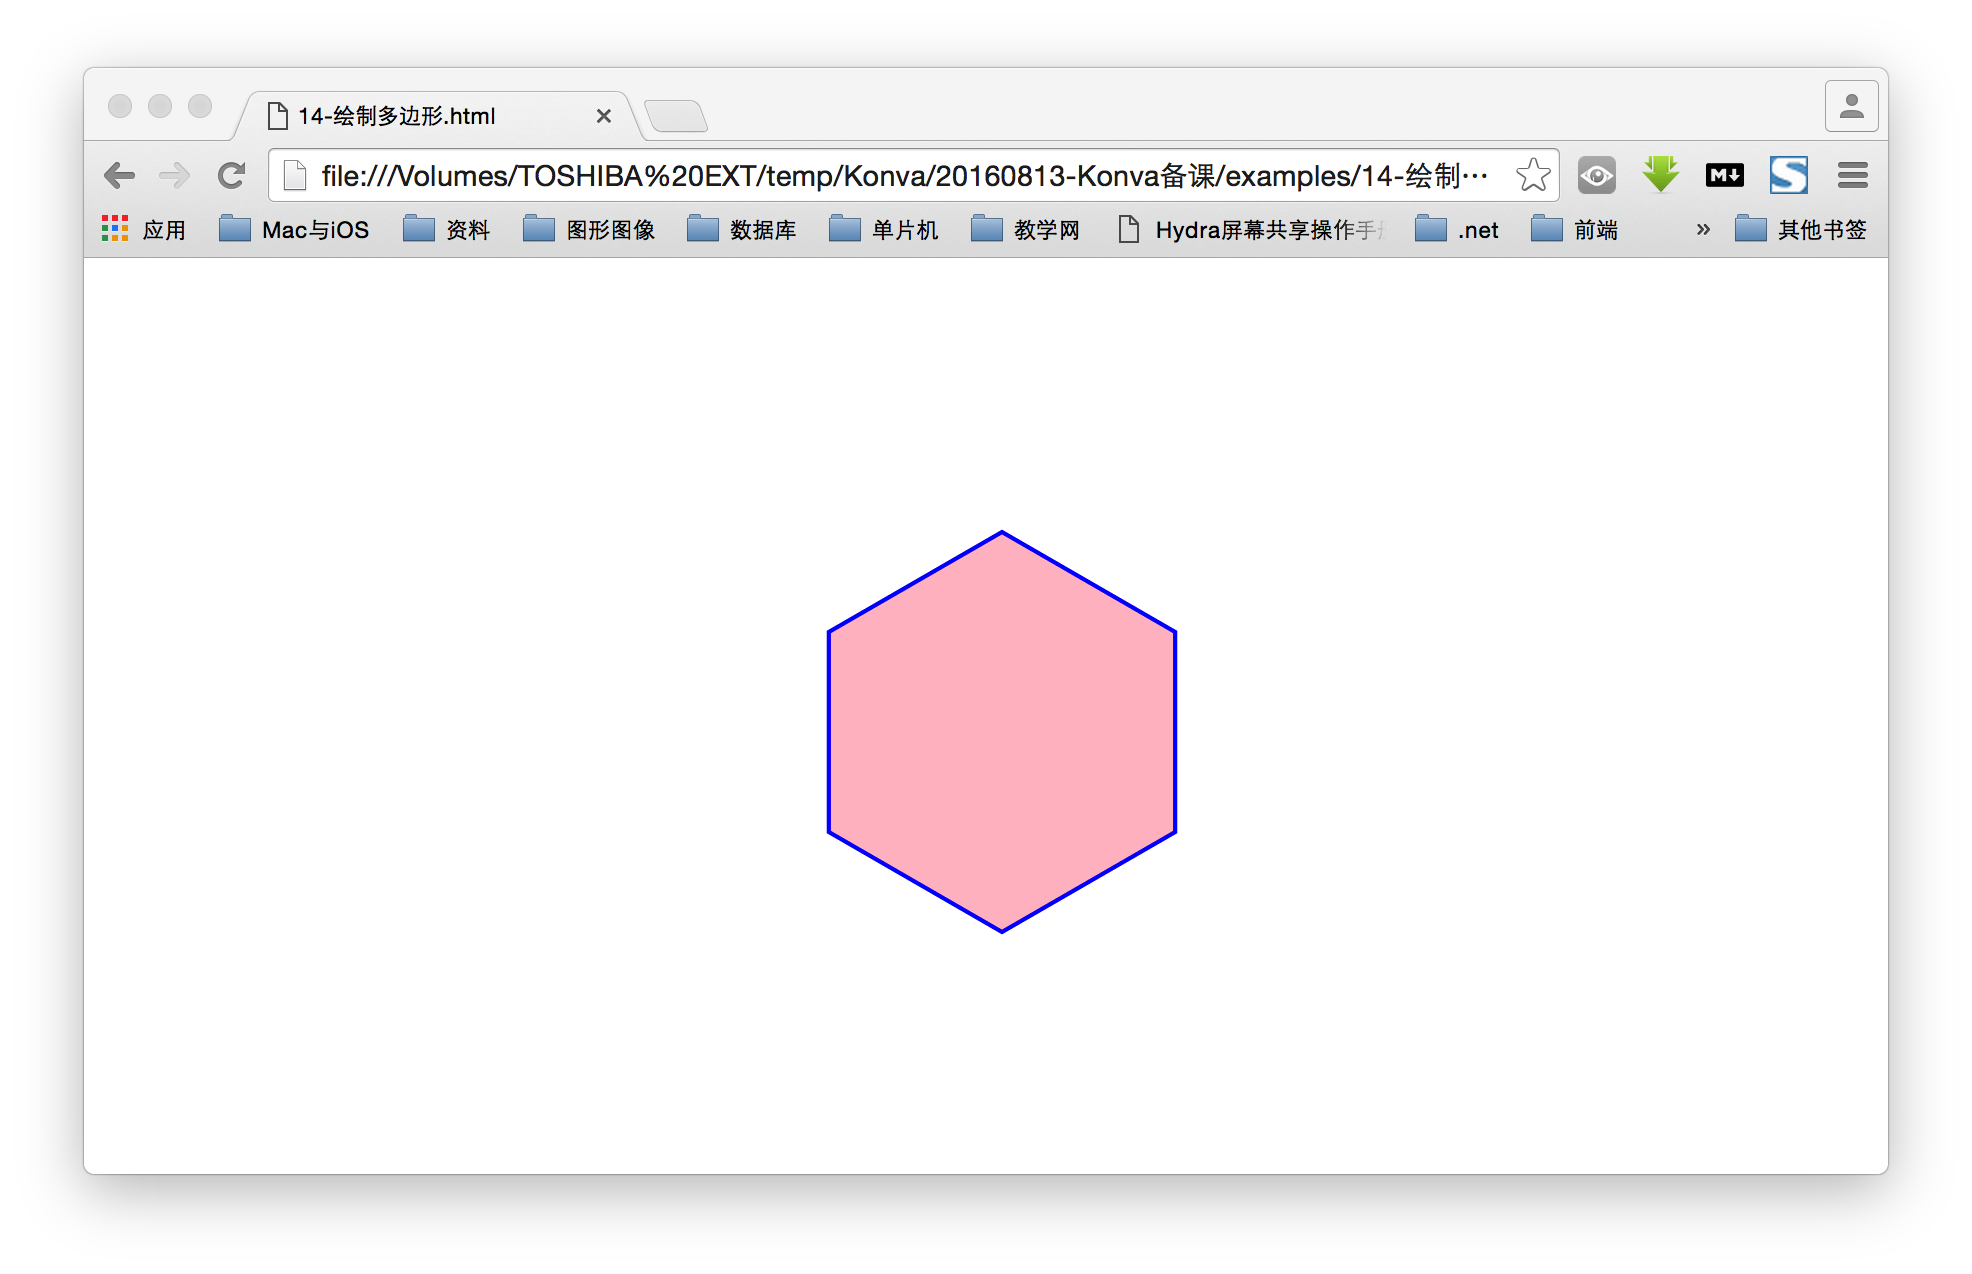 14-绘制多边形.html
file:///Volumes/TOSHIBA%20EXT/temp/Konva/20160813-Konva备课/examples/14-绘制…
应用 Mac与iOS 资料 图形图像 数据库 单片机 教学网 Hydra屏幕共享操作手 .net 前端 » 其他书签